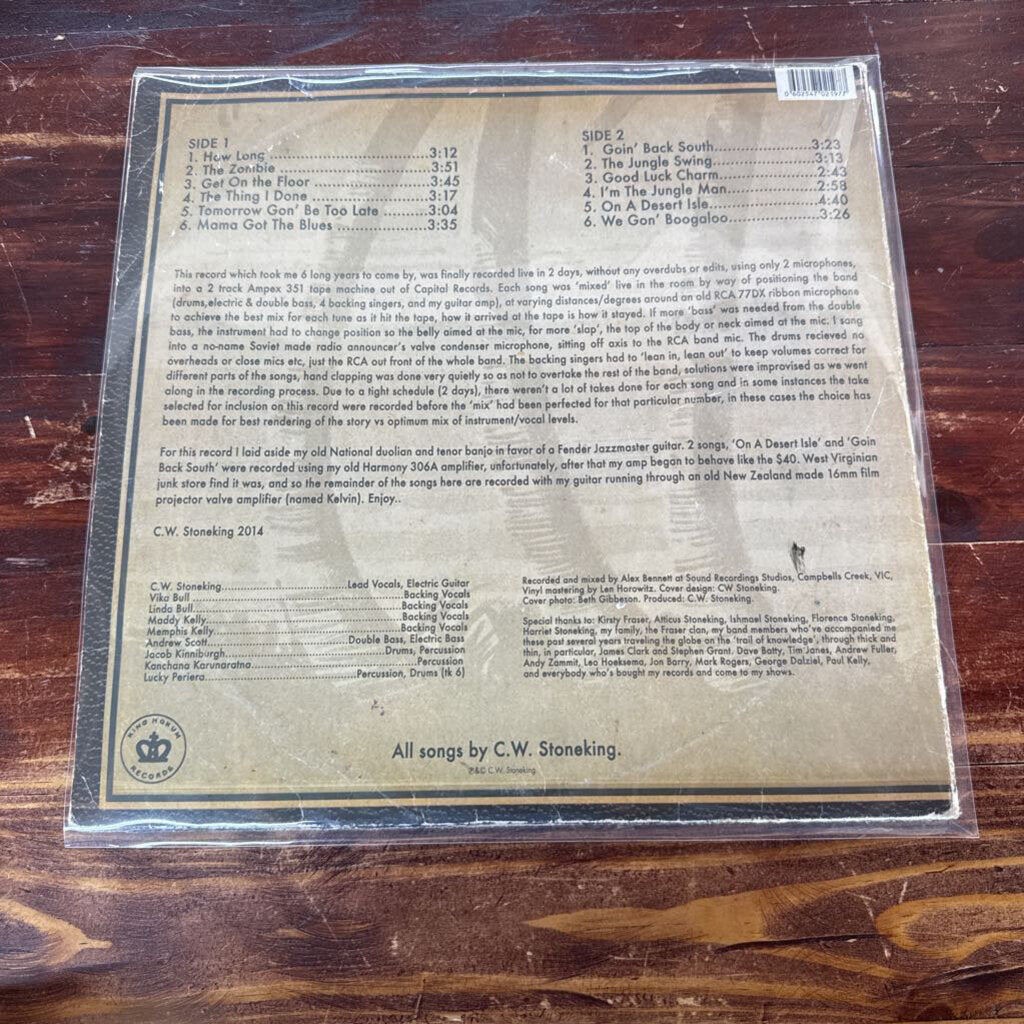 0 602547 021977
SIDE 1
1. How Long ........................3:12
2. The Zombie ........................3:51
3. Get On the Floor ........................3:45
4. The Thing I Done ........................3:17
5. Tomorrow Gon' Be Too Late ..........3:04
6. Mama Got The Blues ..................3:35
SIDE 2
1. Goin' Back South..................3:23
2. The Jungle Swing..................3:13
3. Good Luck Charm..................2:43
4. I'm The Jungle Man..................2:58
5. On A Desert Isle..................4:40
6. We Gon' Boogaloo..................3:26
This record which took me 6 long years to come by, was finally recorded live in 2 days, without any overdubs or edits, using only 2 microphones,
into a 2 track Ampex 351 tape machine out of Capital Records. Each song was 'mixed' live in the room by way of positioning the band
(drums,electric & double bass, 4 backing singers, and my guitar amp), at varying distances/degrees around an old RCA 77DX ribbon microphone
to achieve the best mix for each tune as it hit the tape, how it arrived at the tape is how it stayed. If more 'bass' was needed from the double
bass, the instrument had to change position so the belly aimed at the mic, for more 'slap', the top of the body or neck aimed at the mic. I sang
into a no-name Soviet made radio announcer's valve condenser microphone, sitting off axis to the RCA band mic. The drums recieved no
overheads or close mics etc, just the RCA out front of the whole band. The backing singers had to 'lean in, lean out' to keep volumes correct for
different parts of the songs, hand clapping was done very quietly so as not to overtake the rest of the band, solutions were improvised as we went
along in the recording process. Due to a tight schedule (2 days), there weren't a lot of takes done for each song and in some instances the take
selected for inclusion on this record were recorded before the 'mix' had been perfected for that particular number, in these cases the choice has
been made for best rendering of the story vs optimum mix of instrument/vocal levels.
For this record I laid aside my old National duolian and tenor banjo in favor of a Fender Jazzmaster guitar. 2 songs, 'On A Desert Isle' and 'Goin
Back South' were recorded using my old Harmony 306A amplifier, unfortunately, after that my amp began to behave like the $40. West Virginian
junk store find it was, and so the remainder of the songs here are recorded with my guitar running through an old New Zealand made 16mm film
projector valve amplifier (named Kelvin). Enjoy..
C.W. Stoneking 2014
C.W. Stoneking........................Lead Vocals, Electric Guitar
Vika Bull........................Backing Vocals
Linda Bull........................Backing Vocals
Maddy Kelly........................Backing Vocals
Memphis Kelly........................Backing Vocals
Andrew Scott........................Double Bass, Electric Bass
Jacob Kinniburgh........................Drums, Percussion
Kanchana Karunaratna........................Percussion
Lucky Periera........................Percussion, Drums (tk 6)
Recorded and mixed by Alex Bennett at Sound Recordings Studios, Campbells Creek, VIC,
Vinyl mastering by Len Horowitz. Cover design: CW Stoneking.
Cover photo: Beth Gibbeson. Produced: C.W. Stoneking.
Special thanks to: Kirsty Fraser, Atticus Stoneking, Ishmael Stoneking, Florence Stoneking,
Harriet Stoneking, my family, the Fraser clan, my band members who've accompanied me
these past several years traveling the globe on the 'trail of knowledge', through thick and
thin, in particular, James Clark and Stephen Grant. Dave Batty, Tim Janes, Andrew Fuller,
Andy Zammit, Leo Hoeksema, Jon Barry, Mark Rogers, George Dalziel, Paul Kelly,
and everybody who's bought my records and come to my shows.
KING HOKUM
RECORDS
All songs by C.W. Stoneking.
℗&© C.W. Stoneking